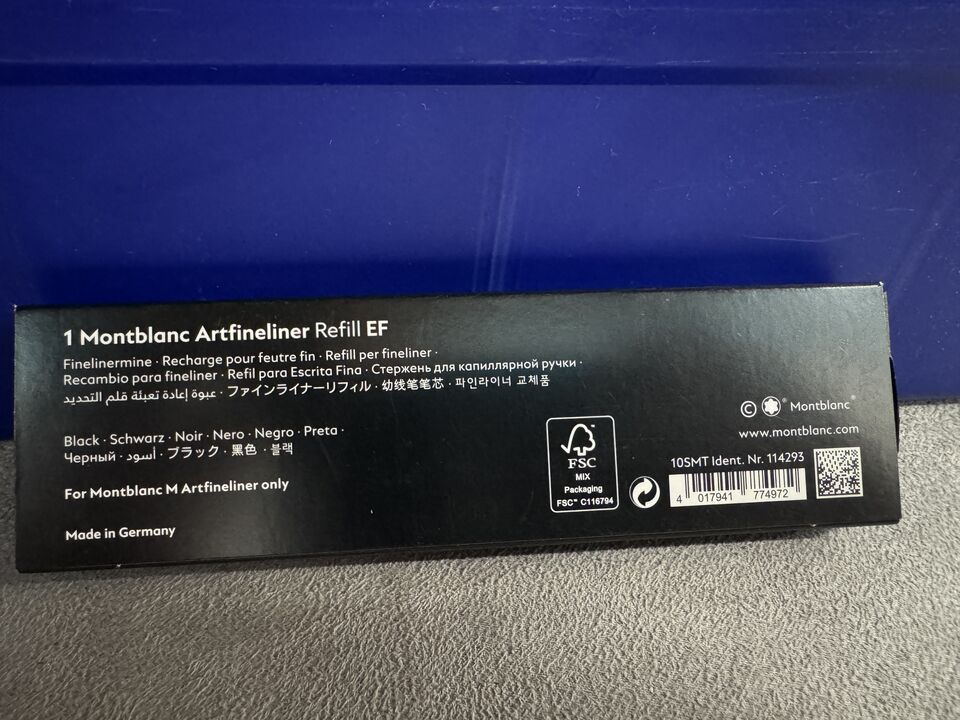 1 Montblanc Artfineliner Refill EF
Finelinermine · Recharge pour feutre fin · Refill per fineliner ·
Recambio para fineliner · Refil para Escrita Fina · Стержень для капиллярной ручки ·
عبوة إعادة تعبئة قلم التحديد · ファインライナーリフィル · 幼线笔笔芯 · 파인라이너 교체품
Black · Schwarz · Noir · Nero · Negro · Preta ·
Черный · أسود · ブラック · 黑色 · 블랙
For Montblanc M Artfineliner only
Made in Germany
FSC
MIX
Packaging
FSC™ C116794
© ® Montblanc®
www.montblanc.com
10SMT Ident. Nr. 114293
4 017941 774972